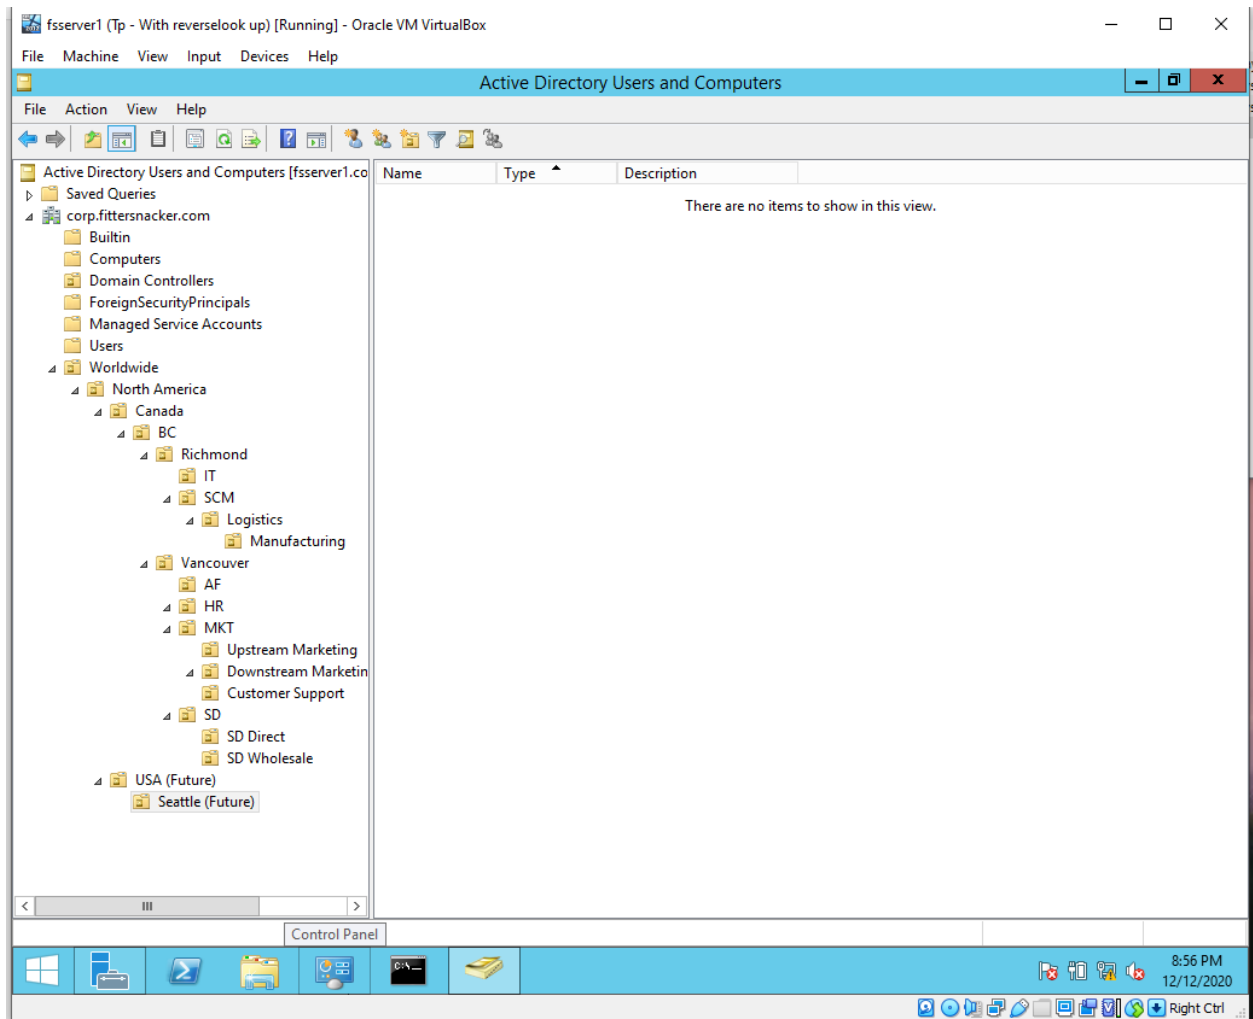 fsserver1 (Tp - With reverselook up) [Running] - Oracle VM VirtualBox
File Machine View Input Devices Help
Active Directory Users and Computers
File Action View Help
Active Directory Users and Computers [fsserver1.co
Name Type Description
Saved Queries
There are no items to show in this view.
corp.fittersnacker.com
Builtin
Computers
Domain Controllers
ForeignSecurityPrincipals
Managed Service Accounts
Users
Worldwide
North America
Canada
BC
Richmond
IT
SCM
Logistics
Manufacturing
Vancouver
AF
HR
MKT
Upstream Marketing
Downstream Marketin
Customer Support
SD
SD Direct
SD Wholesale
USA (Future)
Seattle (Future)
Control Panel
C:\_
8:56 PM
12/12/2020
Right Ctrl